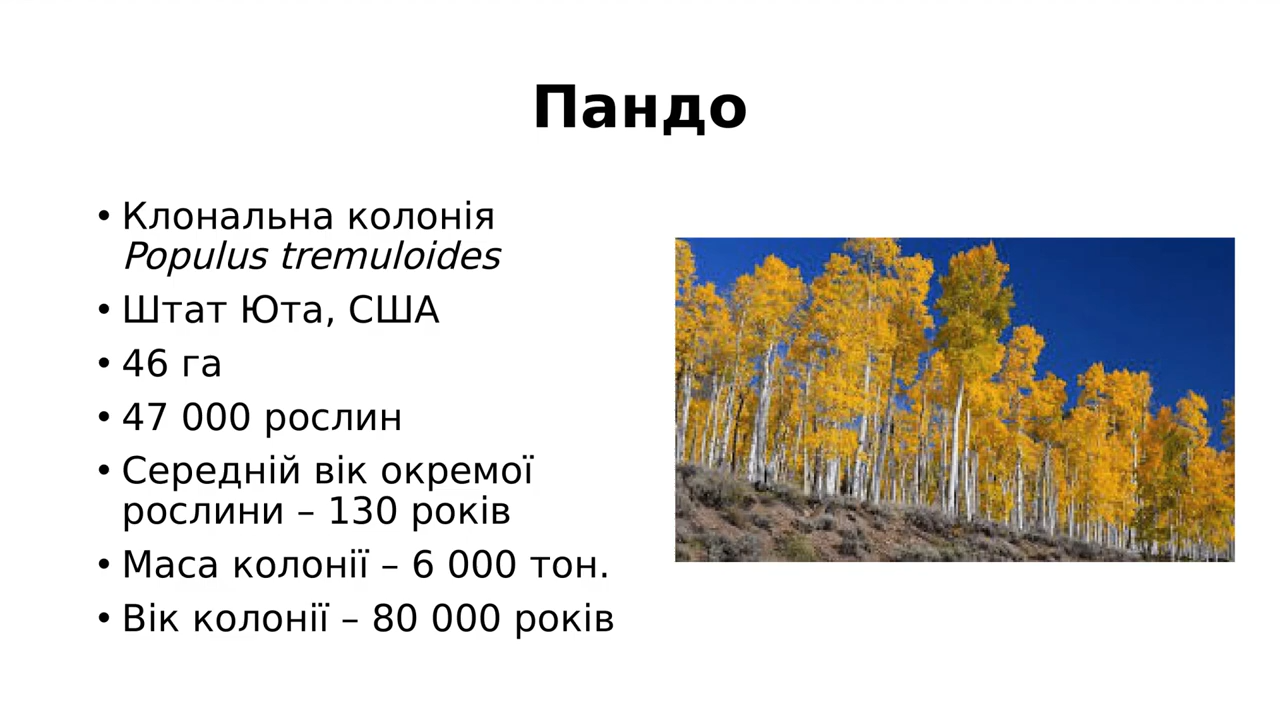 Пандо
• Клональна колонія
Populus tremuloides
• Штат Юта, США
• 46 га
• 47 000 рослин
• Середній вік окремої
рослини – 130 років
• Маса колонії – 6 000 тон.
• Вік колонії – 80 000 років